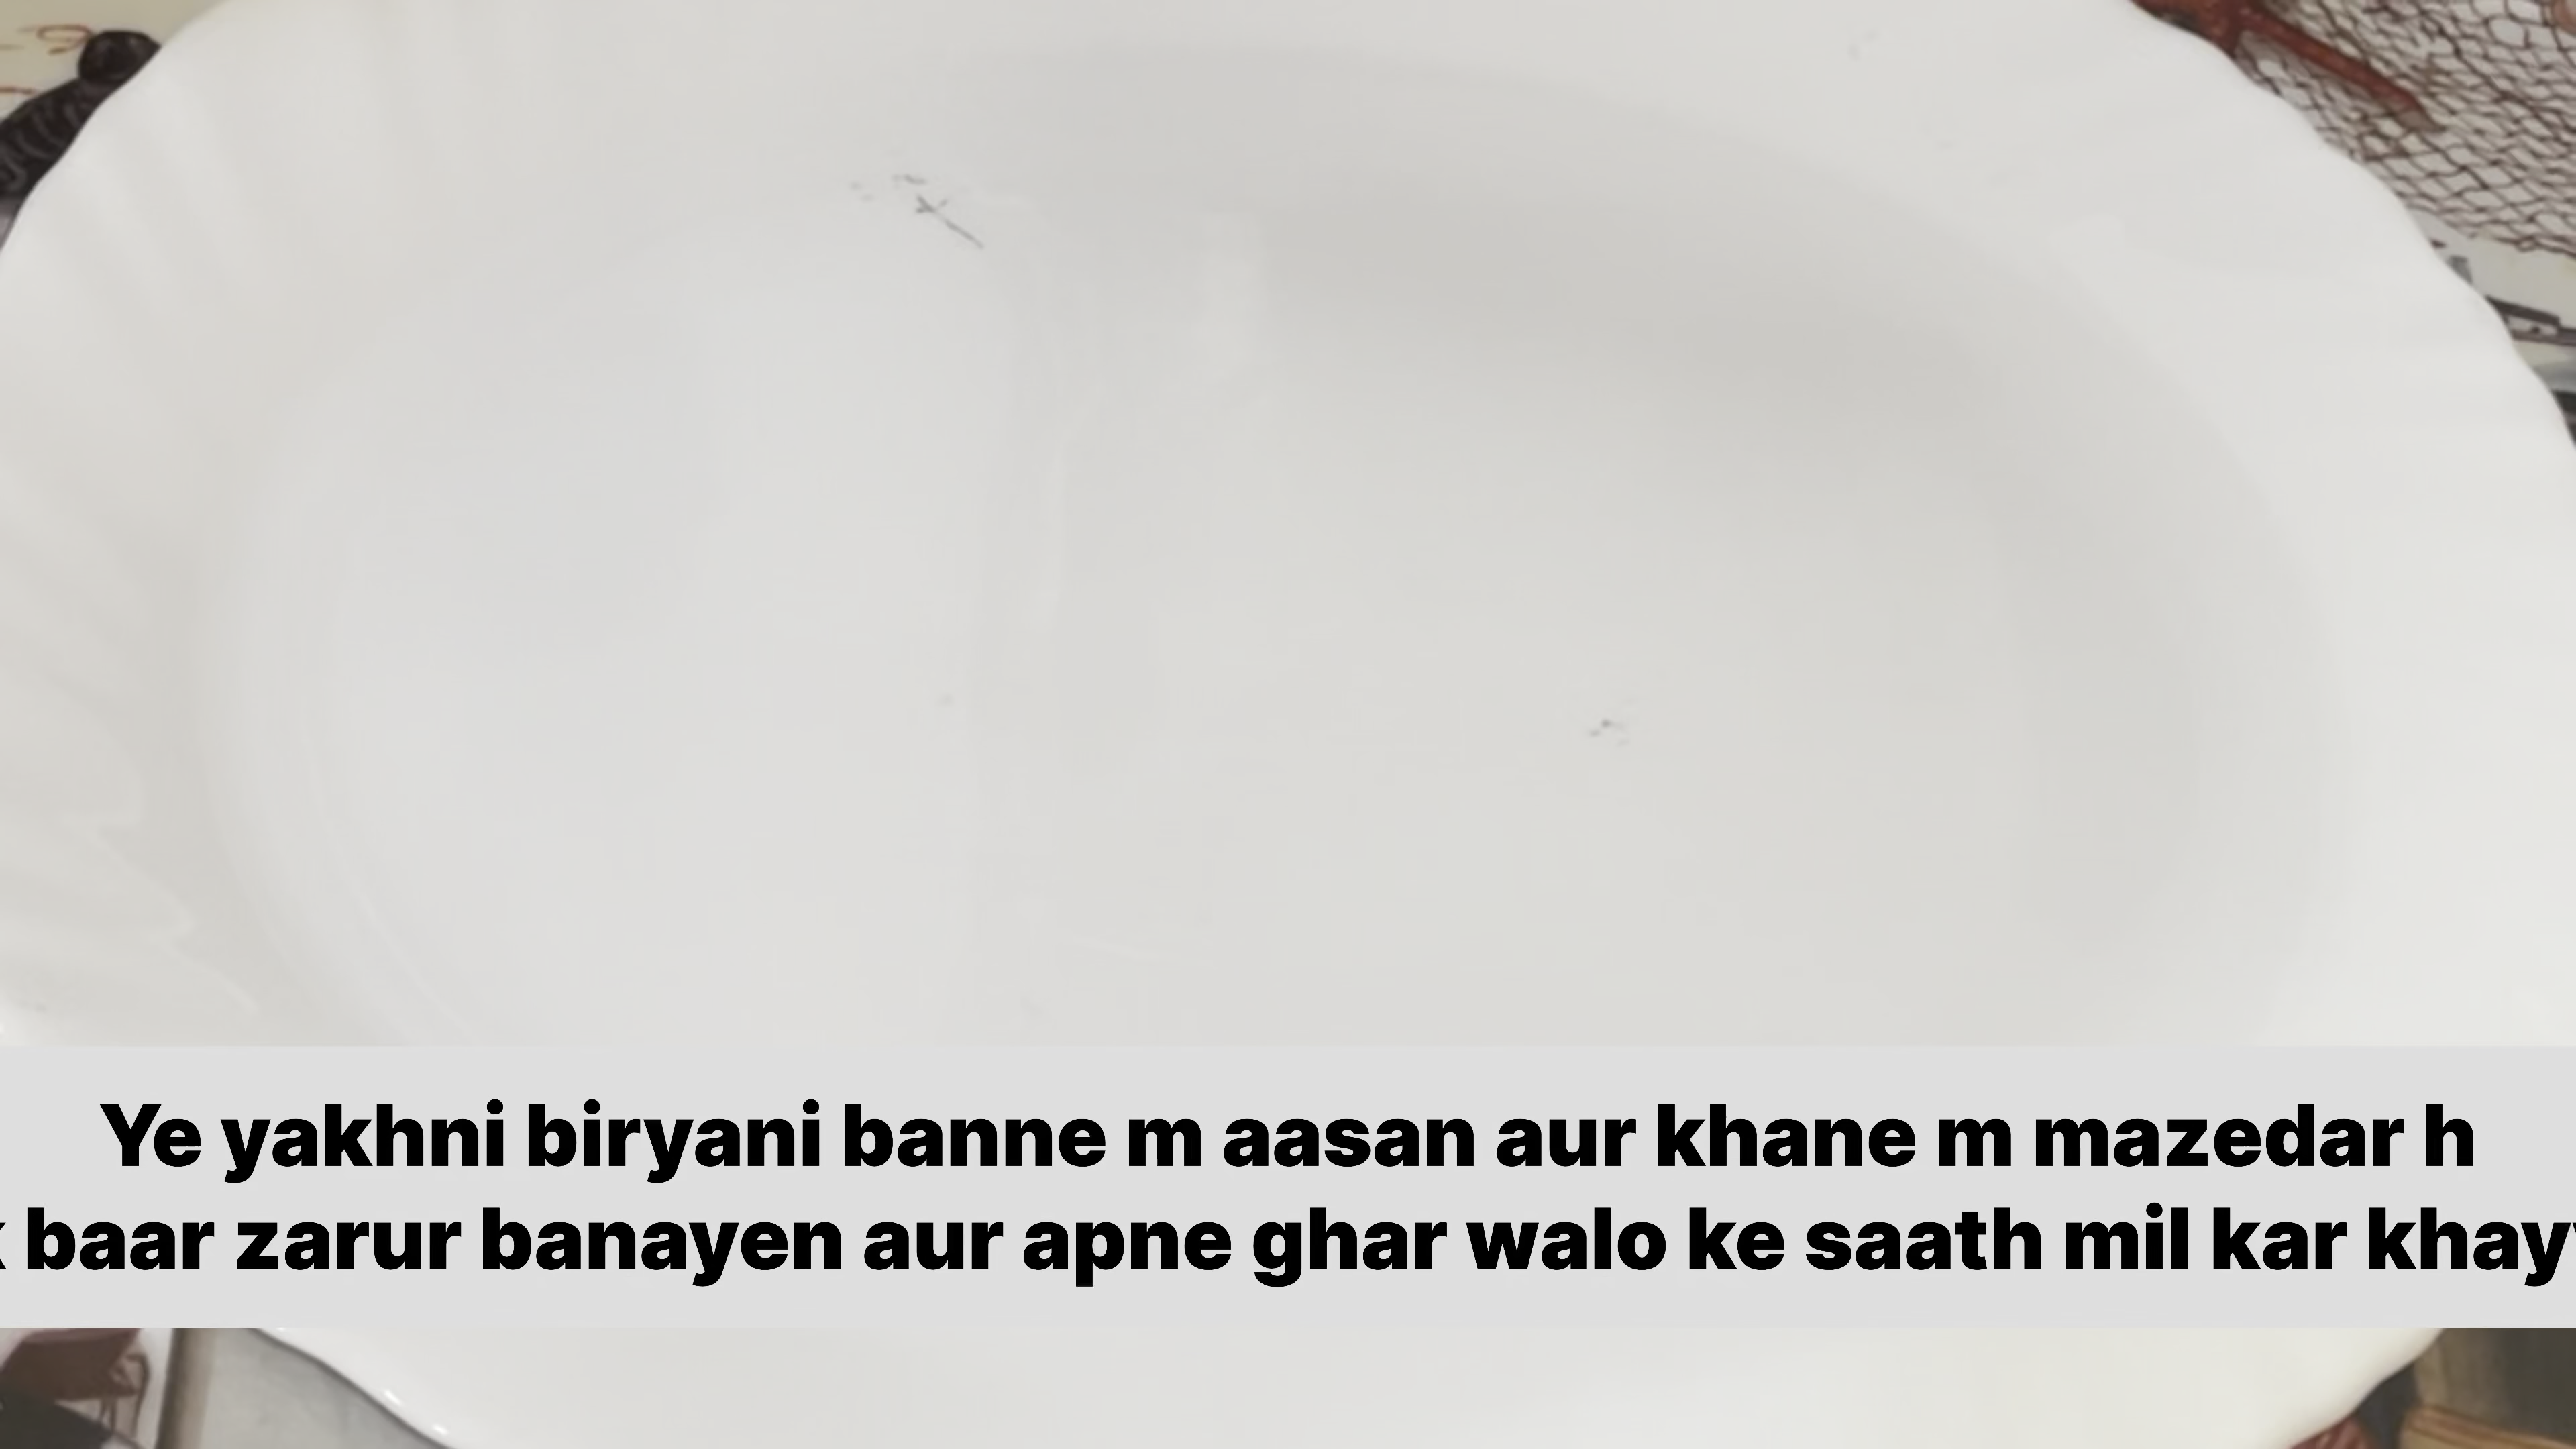 Ye yakhni biryani banne m aasan aur khane m mazedar h
baar zarur banayen aur apne ghar walo ke saath mil kar